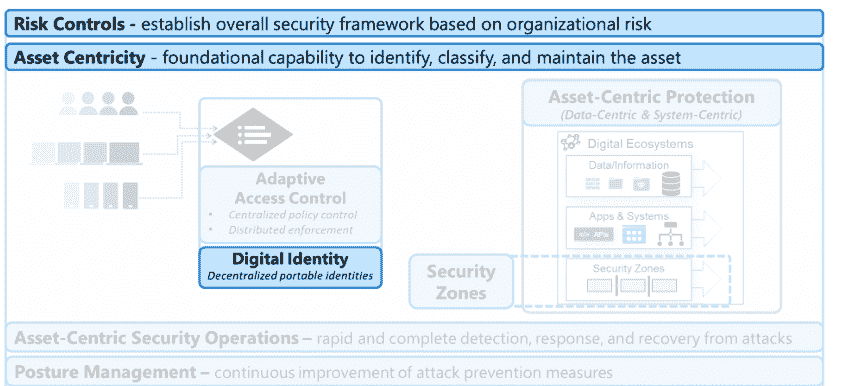 Risk Controls - establish overall security framework based on organizational risk
Asset Centricity - foundational capability to identify, classify, and maintain the asset
Adaptive
Access Control
• Centralized policy control
• Distributed enforcement
Digital Identity
Decentralized portable identities
Asset-Centric Protection
(Data-Centric & System-Centric)
Digital Ecosystems
Data/Information
Apps & Systems
Security Zones
Security
Zones
Asset-Centric Security Operations – rapid and complete detection, response, and recovery from attacks
Posture Management – continuous improvement of attack prevention measures